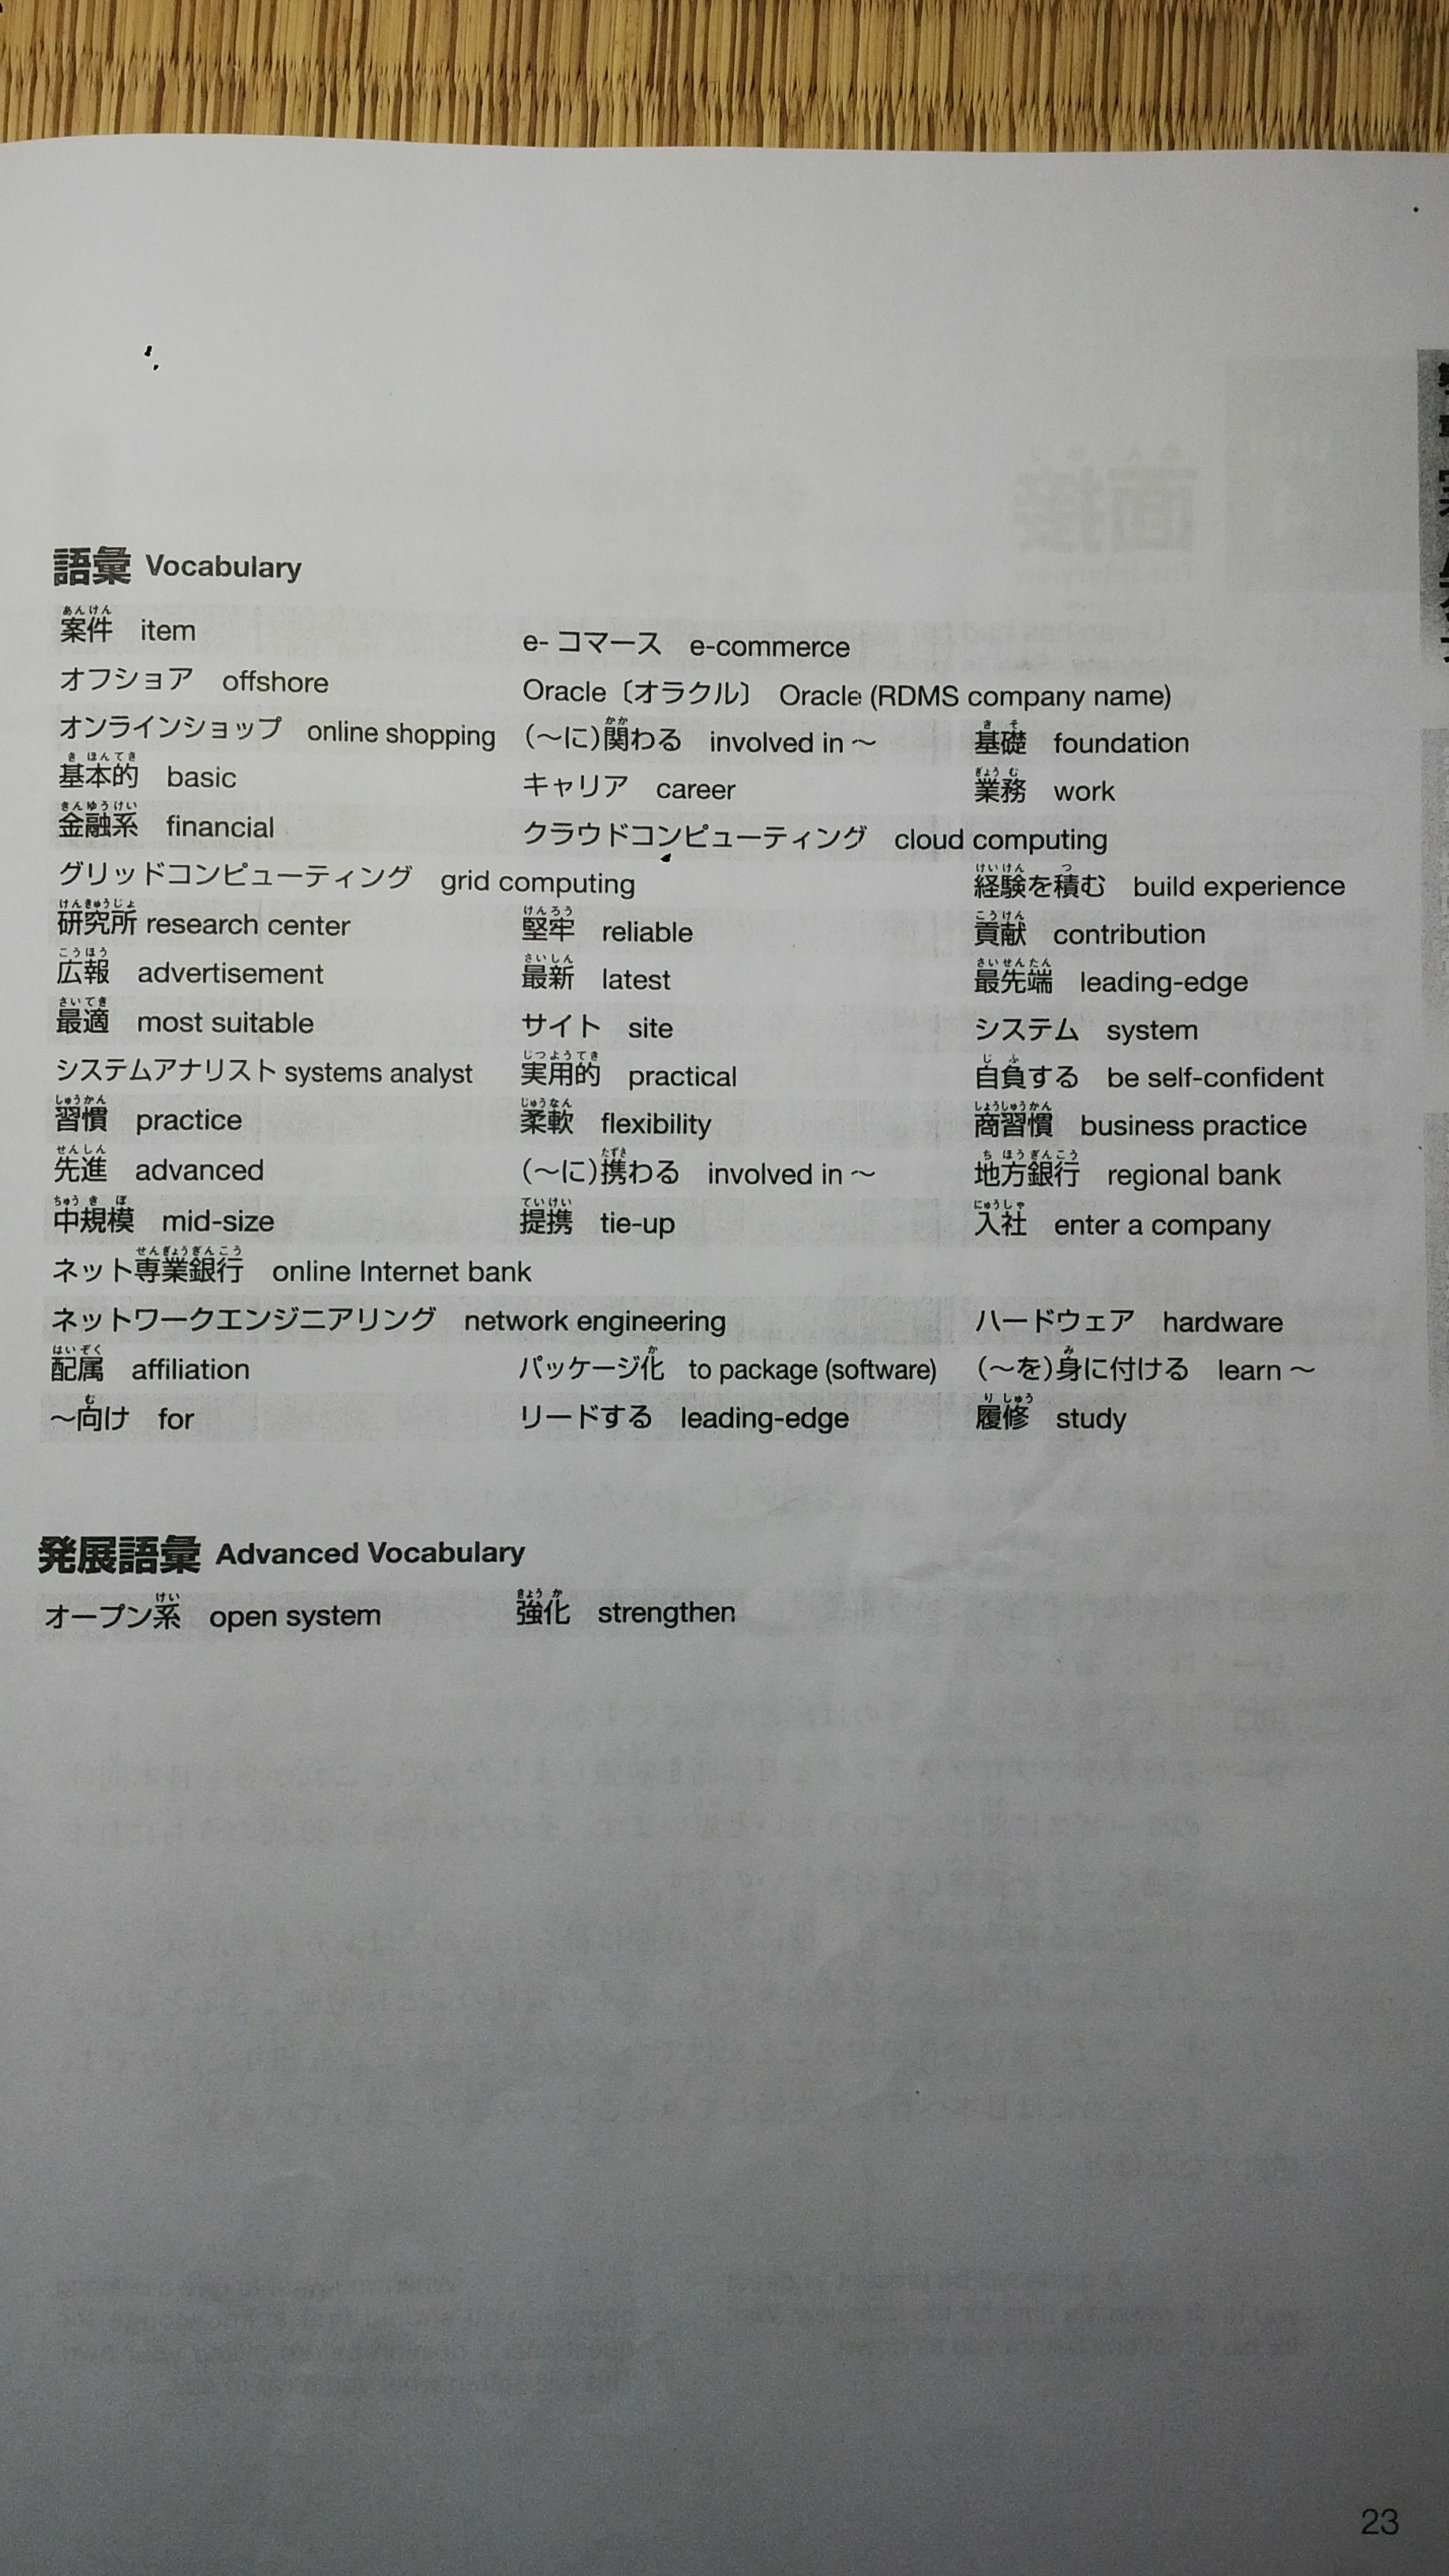 語彙 Vocabulary
案件 item e-コマース e-commerce
オフショア offshore Oracle〔オラクル〕 Oracle (RDMS company name)
オンラインショップ online shopping (～に)関わる involved in ～ 基礎 foundation
基本的 basic キャリア career 業務 work
金融系 financial クラウドコンピューティング cloud computing
グリッドコンピューティング grid computing 経験を積む build experience
研究所 research center 堅牢 reliable 貢献 contribution
広報 advertisement 最新 latest 最先端 leading-edge
最適 most suitable サイト site システム system
システムアナリスト systems analyst 実用的 practical 自負する be self-confident
習慣 practice 柔軟 flexibility 商習慣 business practice
先進 advanced (～に)携わる involved in ～ 地方銀行 regional bank
中規模 mid-size 提携 tie-up 入社 enter a company
ネット専業銀行 online Internet bank
ネットワークエンジニアリング network engineering ハードウェア hardware
配属 affiliation パッケージ化 to package (software) (～を)身に付ける learn ～
～向け for リードする leading-edge 履修 study
発展語彙 Advanced Vocabulary
オープン系 open system 強化 strengthen
23